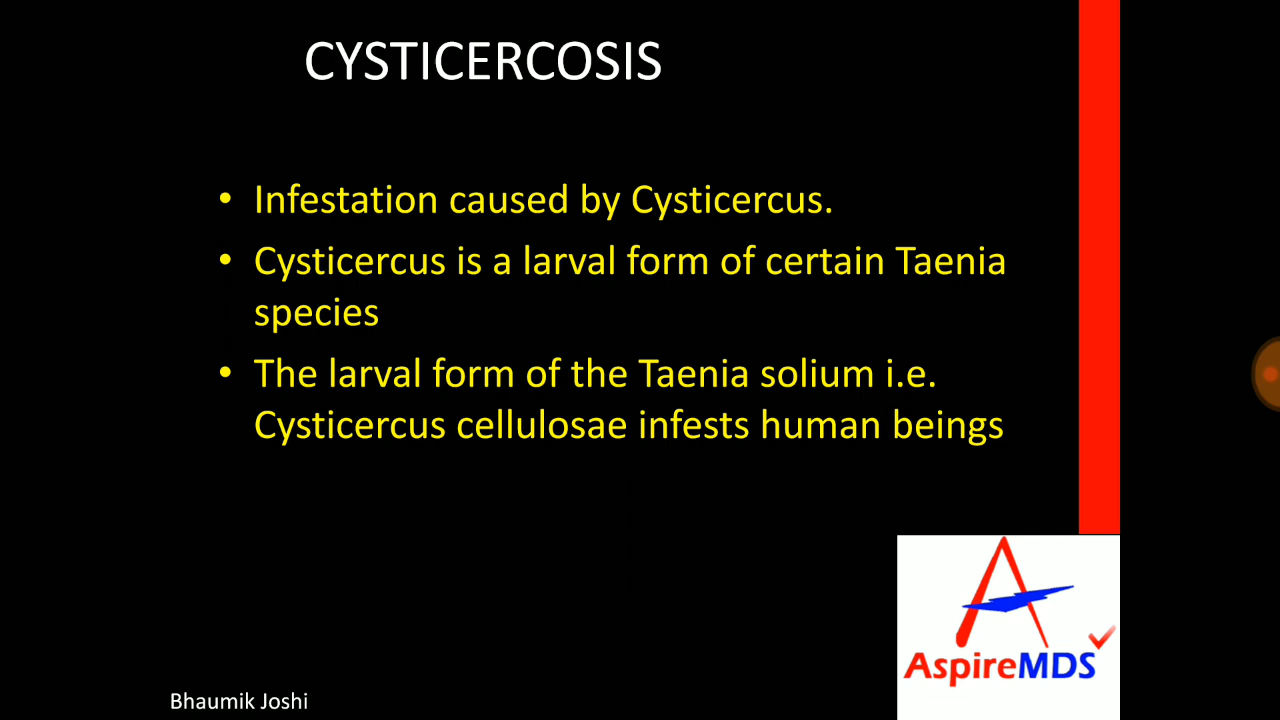 CYSTICERCOSIS
• Infestation caused by Cysticercus.
• Cysticercus is a larval form of certain Taenia
species
• The larval form of the Taenia solium i.e.
Cysticercus cellulosae infests human beings
AspireMDS
Bhaumik Joshi